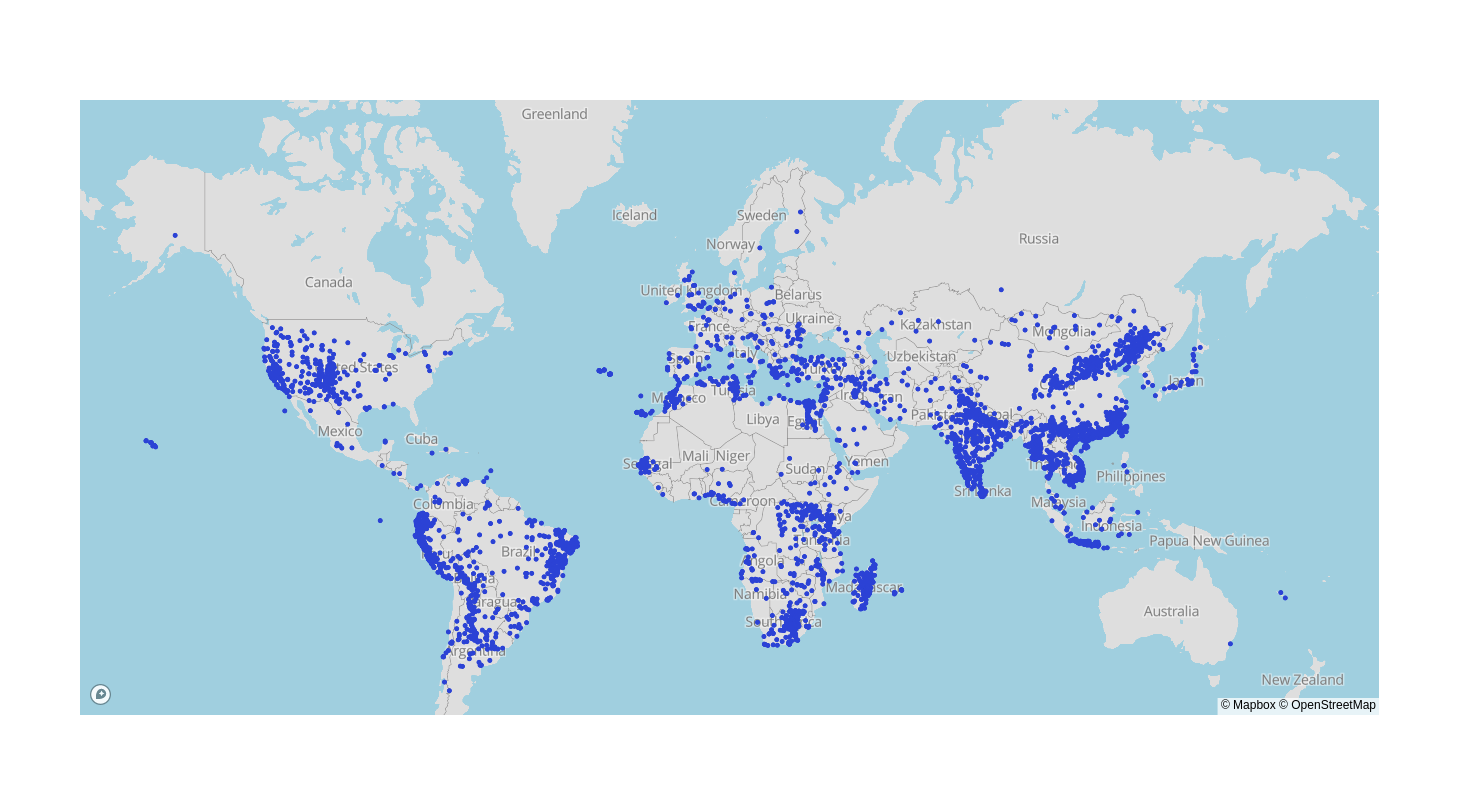 Greenland
Iceland
Sweden
Norway
Russia
Canada
United Kingdom
Belarus
Ukraine
France
Kazakhstan
Mongolia
Italy
Spain
Uzbekistan
Turkey
Japan
Tunisia
Morocco
Iraq
Iran
Libya
Egypt
Pakistan
Nepal
Mexico
Cuba
Mali
Niger
Senegal
Sudan
Yemen
Thailand
Philippines
Sri Lanka
Cameroon
Colombia
Malaysia
Kenya
Indonesia
Tanzania
Papua New Guinea
Peru
Brazil
Angola
Bolivia
Namibia
Madagascar
Paraguay
Australia
South Africa
Argentina
New Zealand
© Mapbox © OpenStreetMap